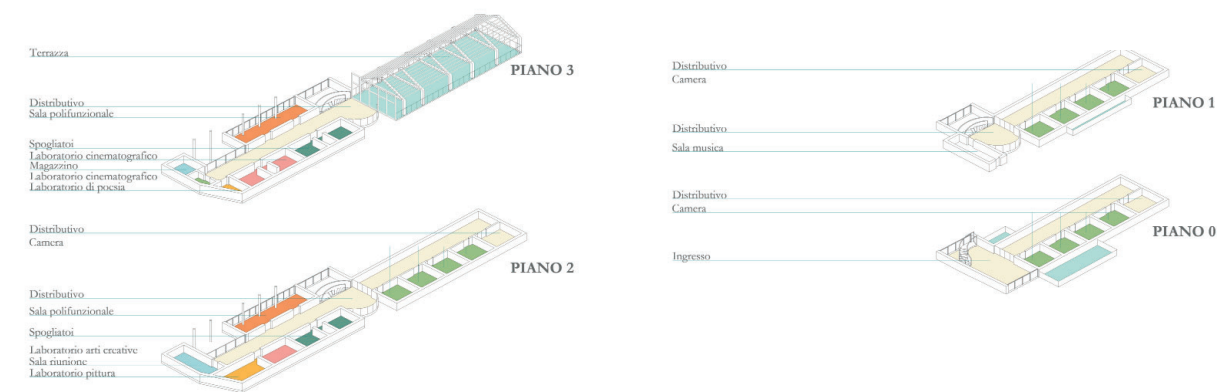 Terrazza
PIANO 3
Distributivo
Sala polifunzionale
Spogliatoi
Laboratorio cinematografico
Magazzino
Laboratorio cinematografico
Laboratorio di poesia
Distributivo
Camera
PIANO 2
Distributivo
Sala polifunzionale
Spogliatoi
Laboratorio arti creative
Sala riunione
Laboratorio pittura
Distributivo
Camera
PIANO 1
Distributivo
Sala musica
Distributivo
Camera
PIANO 0
Ingresso